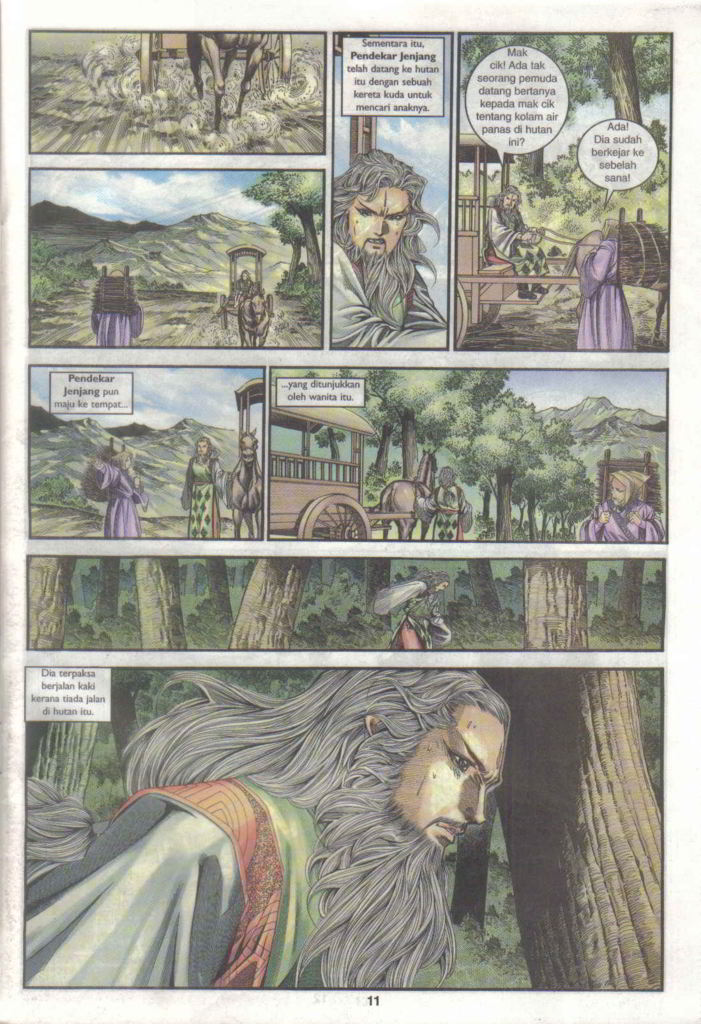 Sementara itu,
Pendekar Jenjang
telah datang ke hutan
itu dengan sebuah
kereta kuda untuk
mencari anaknya.
Mak
cik! Ada tak
seorang pemuda
datang bertanya
kepada mak cik
tentang kolam air
panas di hutan
ini?
Ada!
Dia sudah
berkejar ke
sebelah
sana!
Pendekar
Jenjang pun
maju ke tempat...
...yang ditunjukkan
oleh wanita itu.
Dia terpaksa
berjalan kaki
kerana tiada jalan
di hutan itu.
11